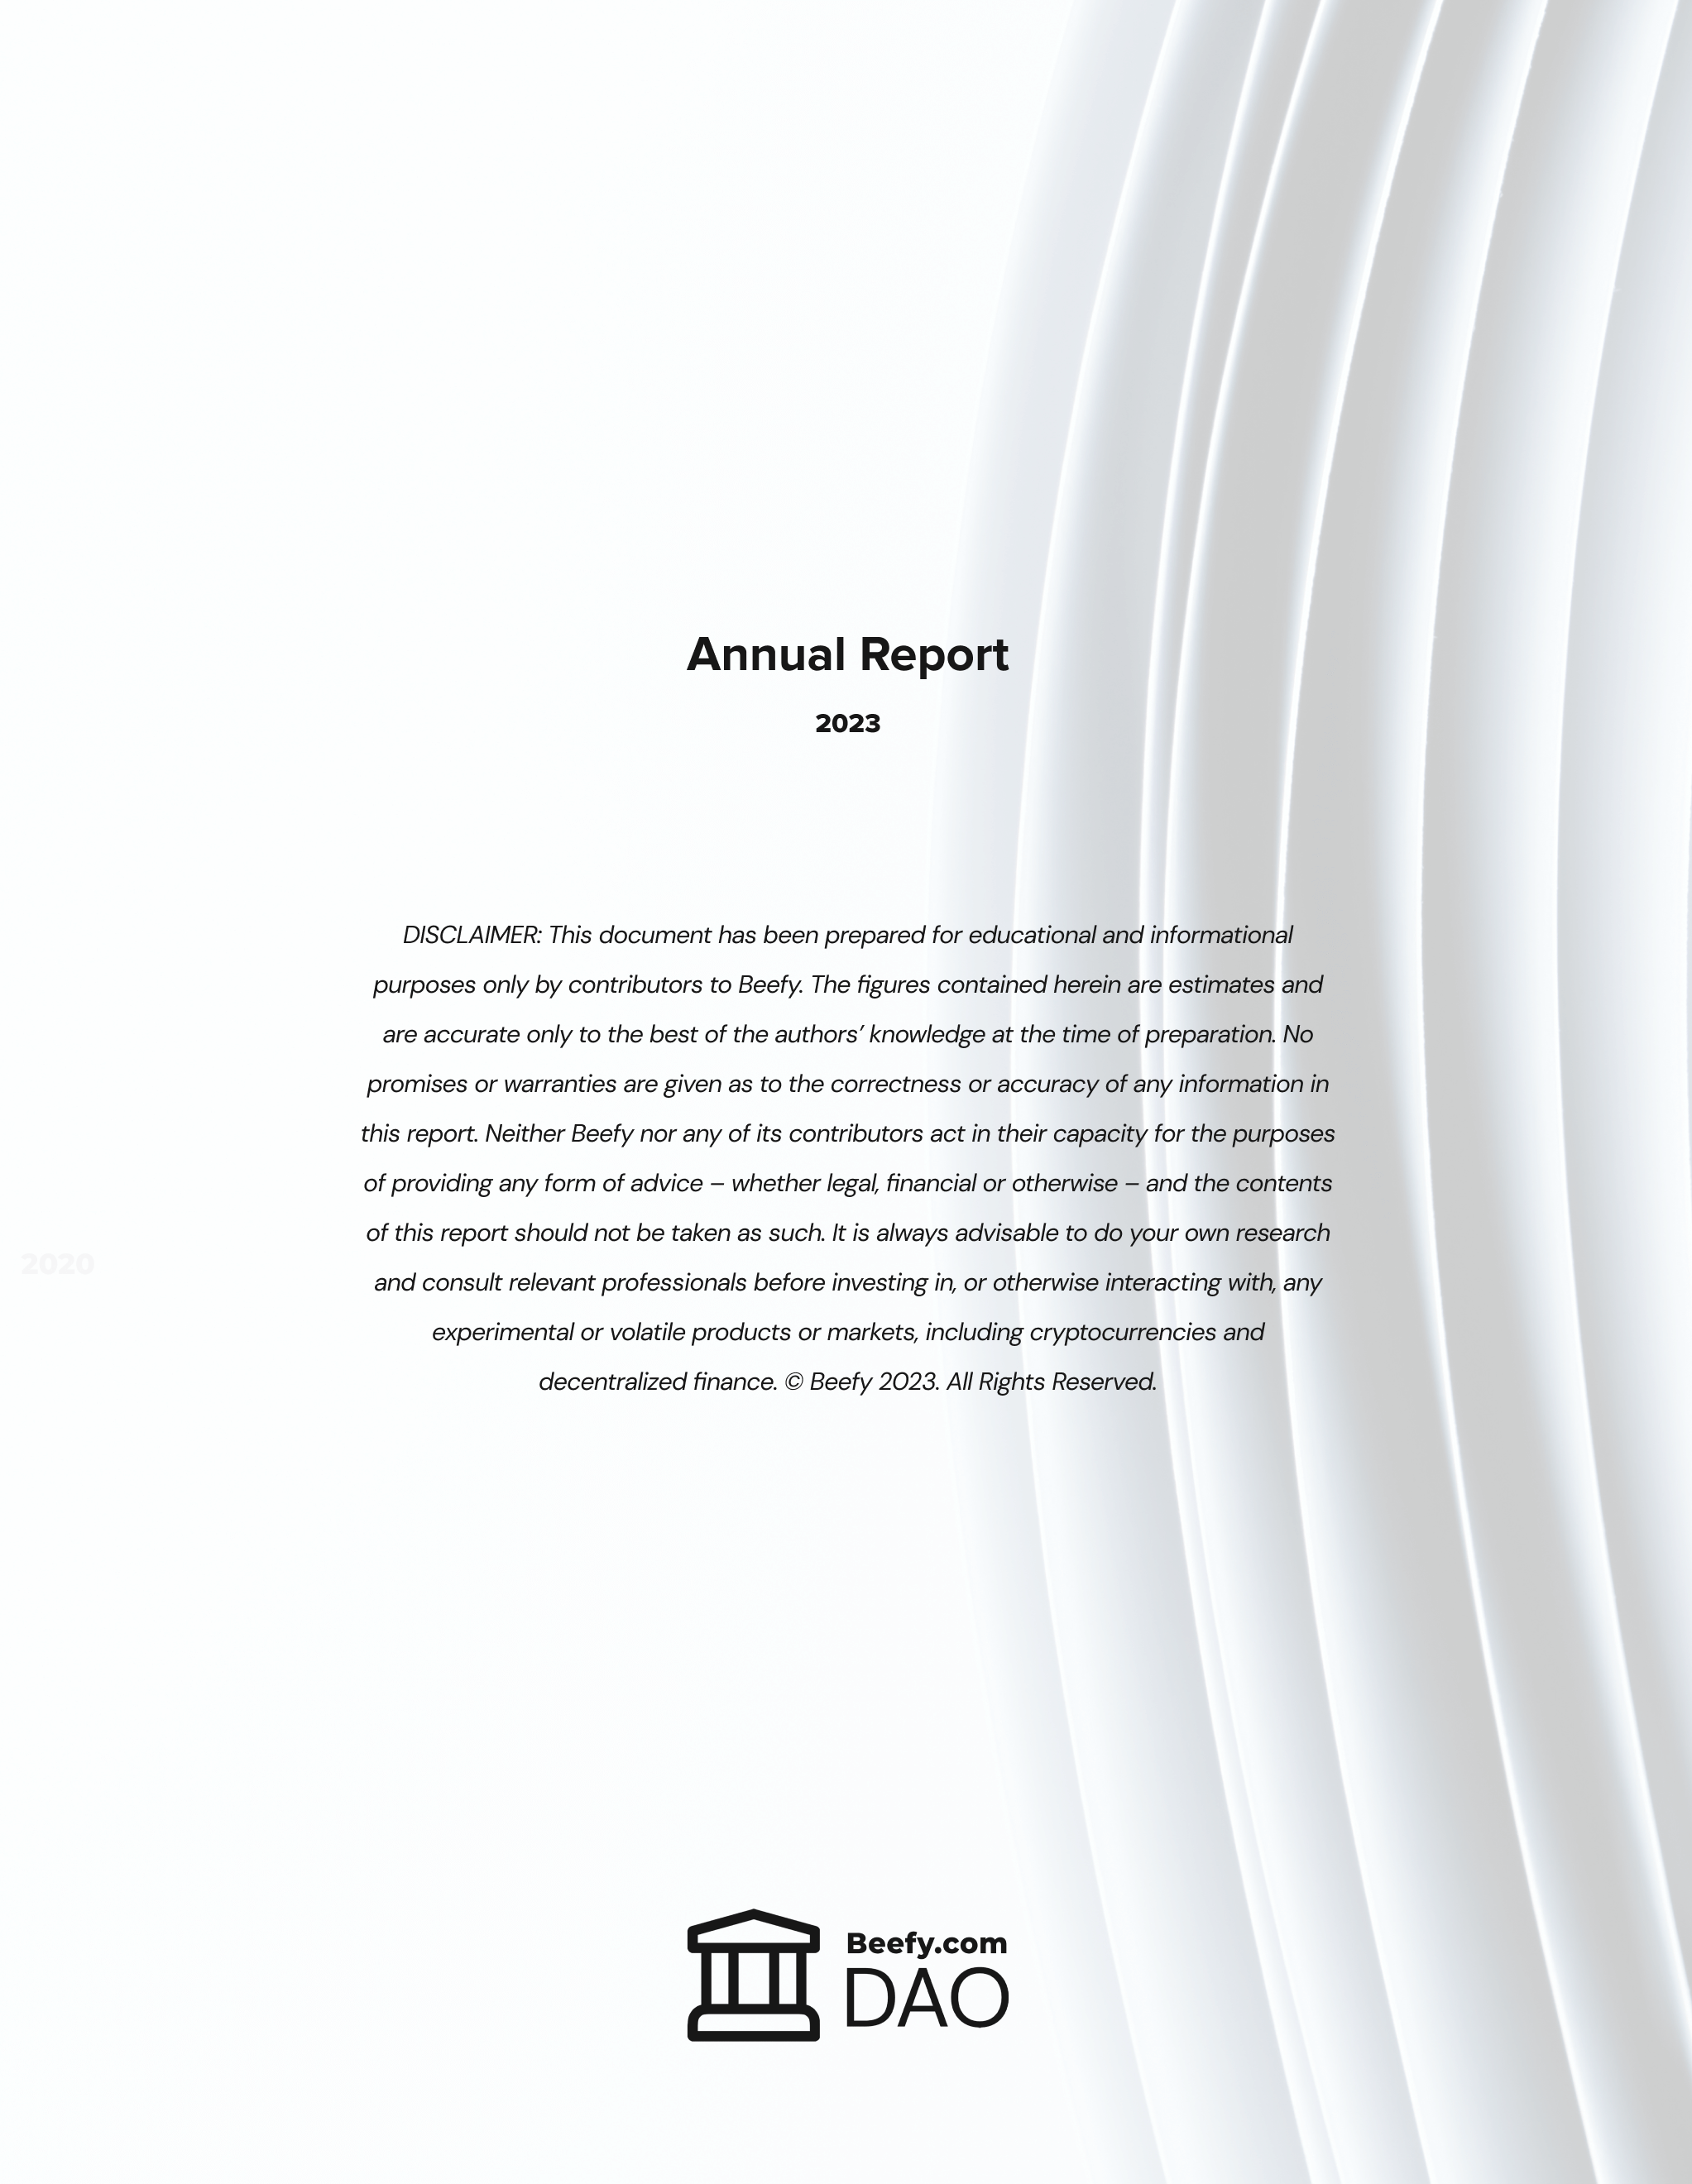 Annual Report
2023
DISCLAIMER: This document has been prepared for educational and informational
purposes only by contributors to Beefy. The figures contained herein are estimates and
are accurate only to the best of the authors’ knowledge at the time of preparation. No
promises or warranties are given as to the correctness or accuracy of any information in
this report. Neither Beefy nor any of its contributors act in their capacity for the purposes
of providing any form of advice – whether legal, financial or otherwise – and the contents
of this report should not be taken as such. It is always advisable to do your own research
2020
and consult relevant professionals before investing in, or otherwise interacting with, any
experimental or volatile products or markets, including cryptocurrencies and
decentralized finance. © Beefy 2023. All Rights Reserved.
Beefy.com
DAO